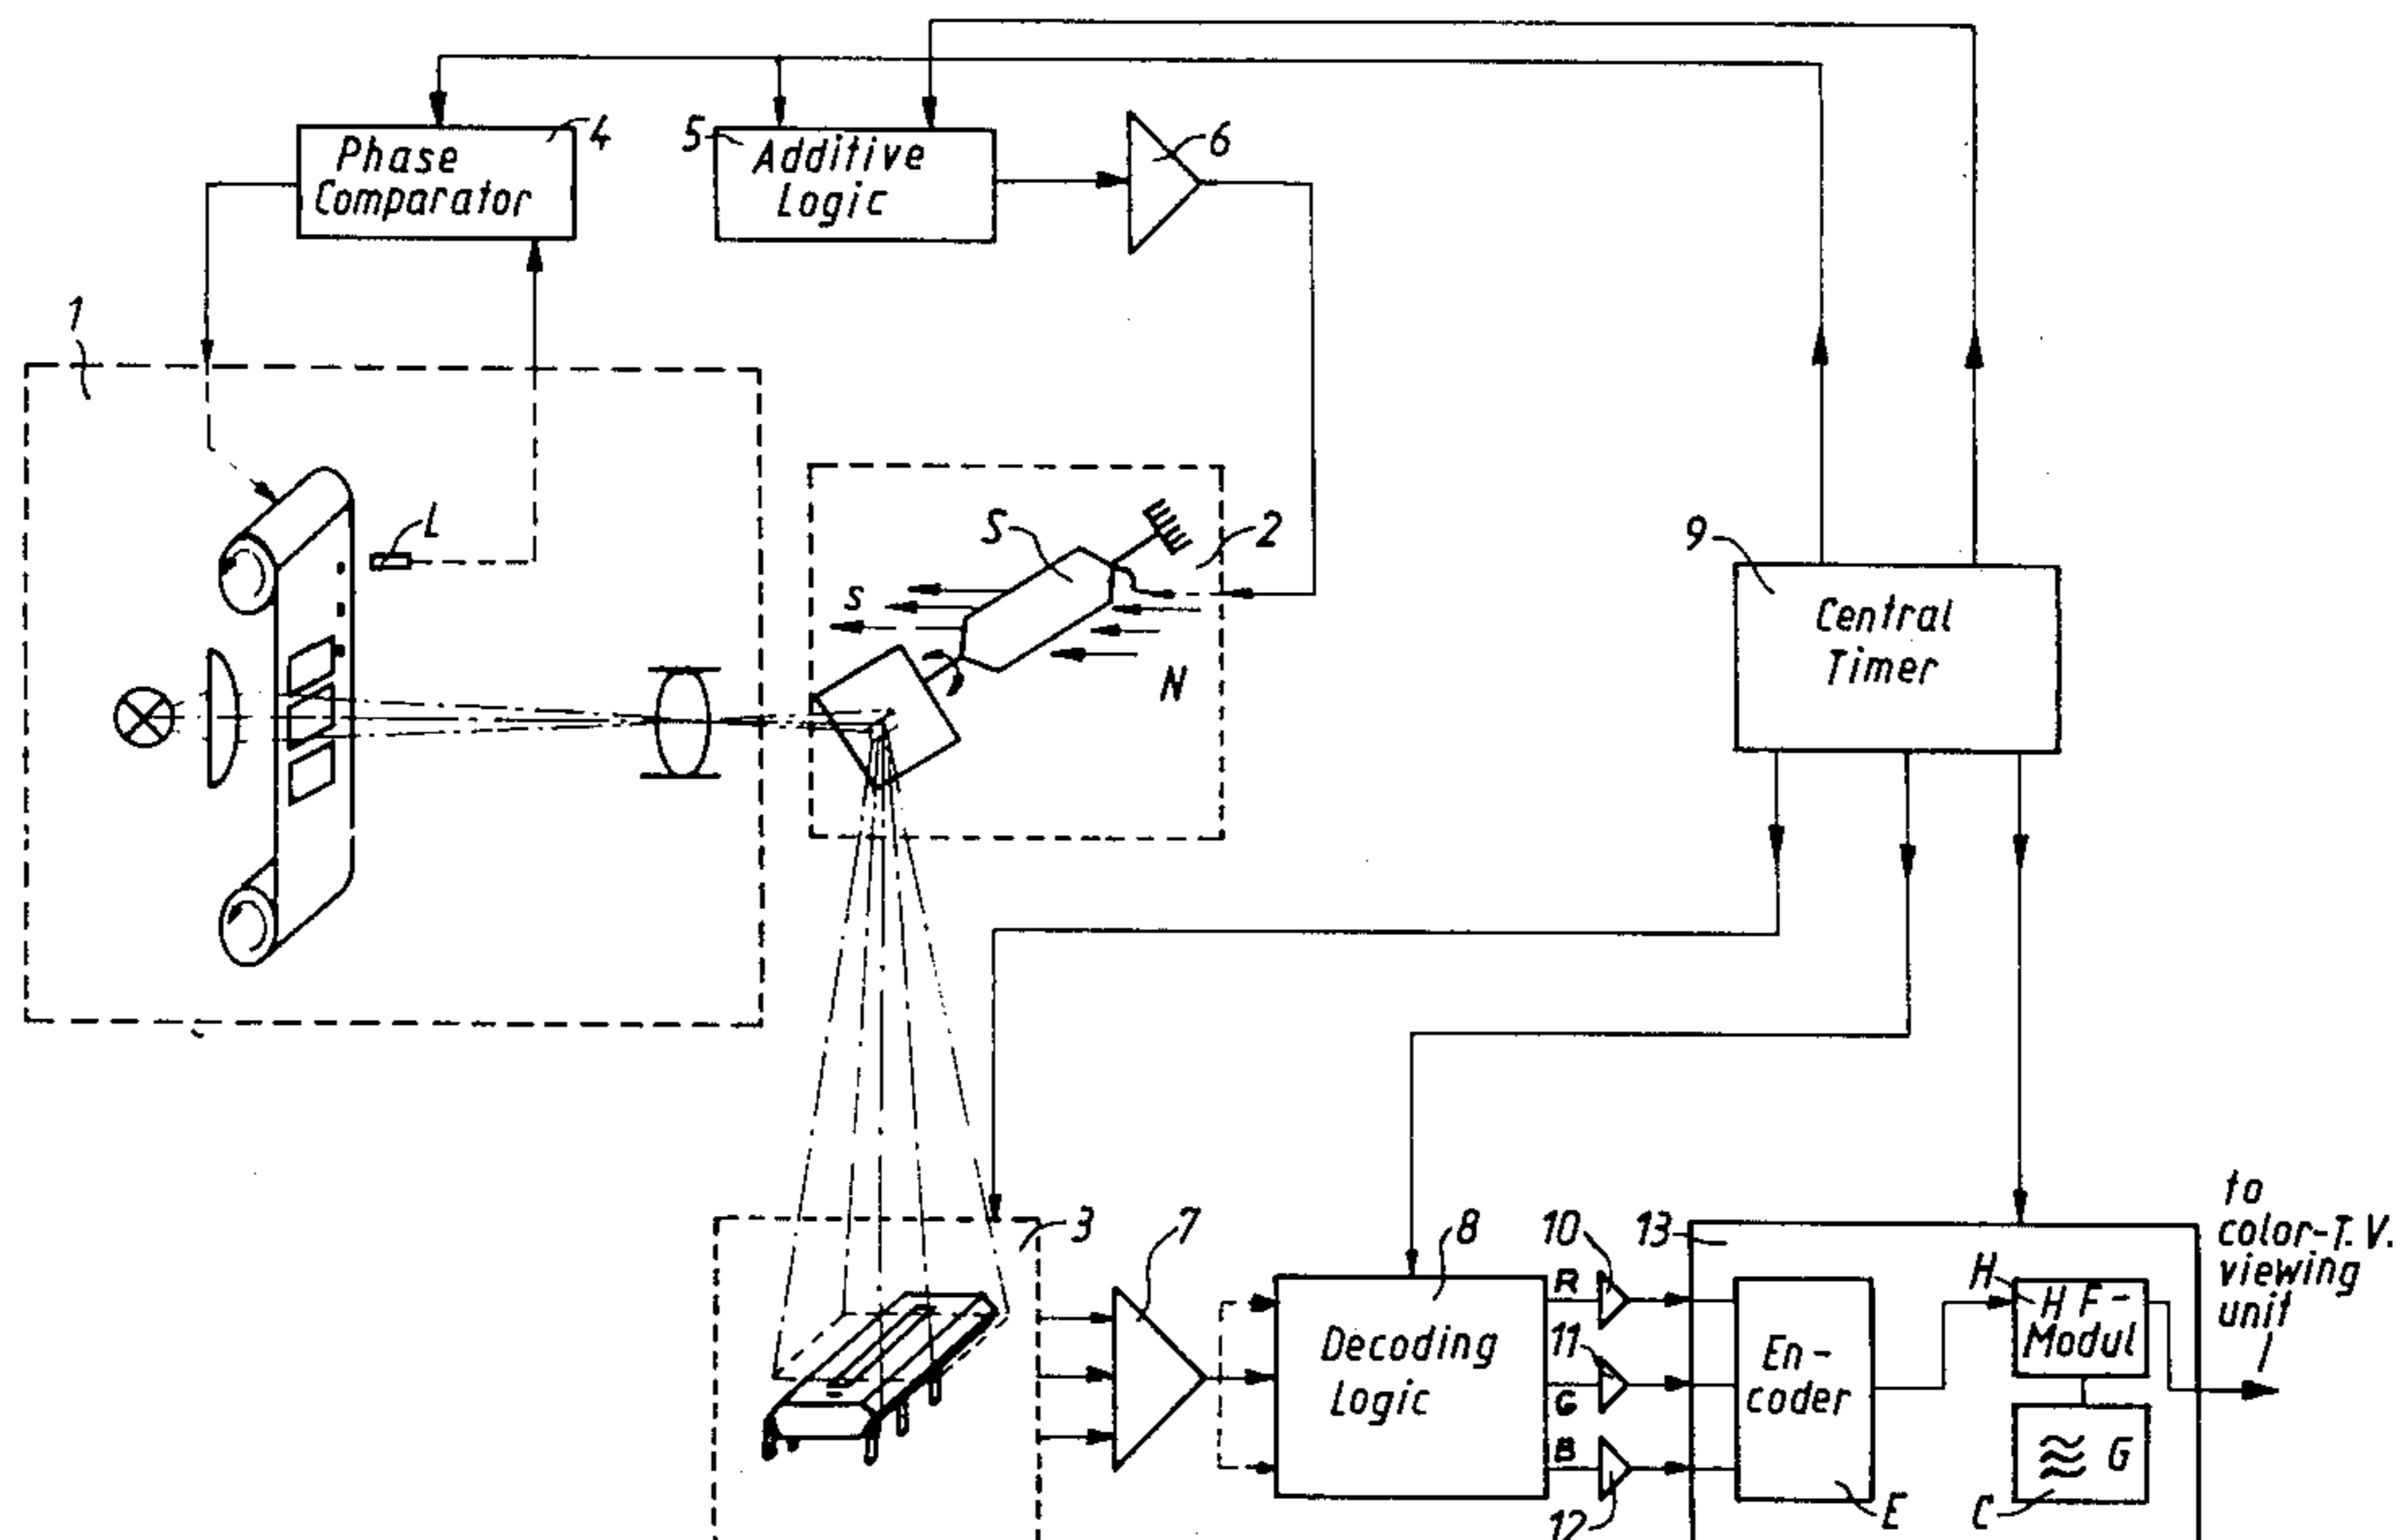 Phase
Comparator
4
5
Additive
Logic
6
1
L
S
2
s
N
9
Central
Timer
3
7
8
Decoding
Logic
R
G
B
10
11
12
13
En-
coder
E
H
HF-
Modul
G
C
to
color-T.V.
viewing
unit